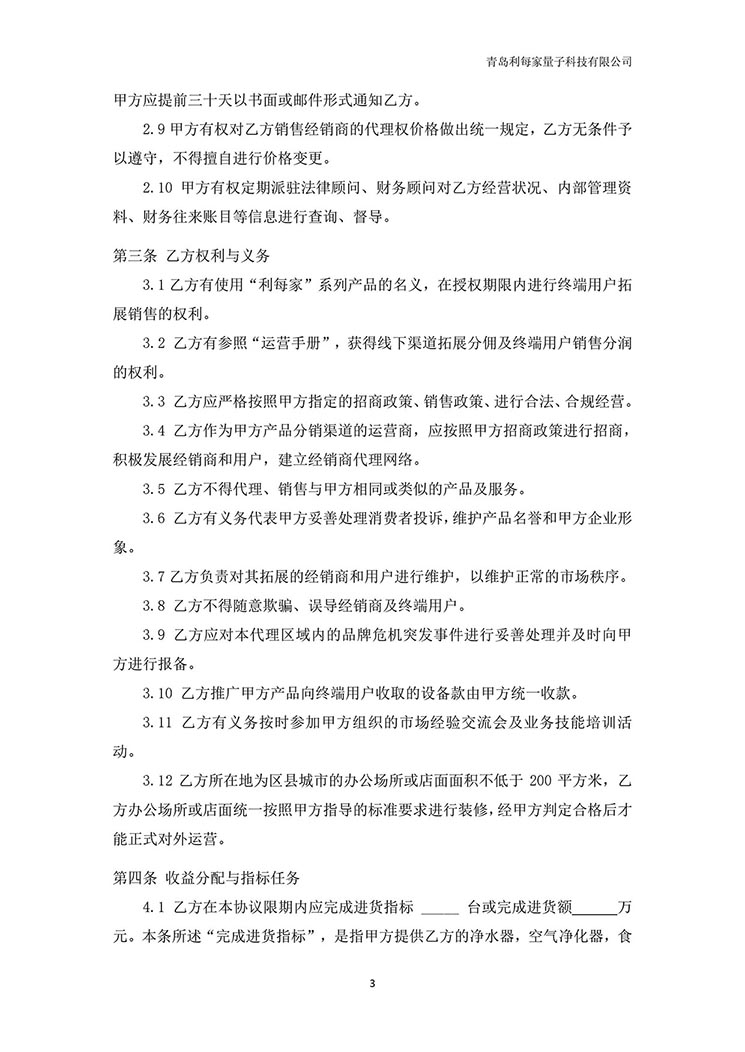 青岛利每家量子科技有限公司
甲方应提前三十天以书面或邮件形式通知乙方。
2.9 甲方有权对乙方销售经销商的代理权价格做出统一规定，乙方无条件予
以遵守，不得擅自进行价格变更。
2.10 甲方有权定期派驻法律顾问、财务顾问对乙方经营状况、内部管理资
料、财务往来账目等信息进行查询、督导。
第三条 乙方权利与义务
3.1 乙方有使用“利每家”系列产品的名义，在授权期限内进行终端用户拓
展销售的权利。
3.2 乙方有参照“运营手册”，获得线下渠道拓展分佣及终端用户销售分润
的权利。
3.3 乙方应严格按照甲方指定的招商政策、销售政策、进行合法、合规经营。
3.4 乙方作为甲方产品分销渠道的运营商，应按照甲方招商政策进行招商，
积极发展经销商和用户，建立经销商代理网络。
3.5 乙方不得代理、销售与甲方相同或类似的产品及服务。
3.6 乙方有义务代表甲方妥善处理消费者投诉，维护产品名誉和甲方企业形
象。
3.7 乙方负责对其拓展的经销商和用户进行维护，以维护正常的市场秩序。
3.8 乙方不得随意欺骗、误导经销商及终端用户。
3.9 乙方应对本代理区域内的品牌危机突发事件进行妥善处理并及时向甲
方进行报备。
3.10 乙方推广甲方产品向终端用户收取的设备款由甲方统一收款。
3.11 乙方有义务按时参加甲方组织的市场经验交流会及业务技能培训活
动。
3.12 乙方所在地为区县城市的办公场所或店面面积不低于 200 平方米，乙
方办公场所或店面统一按照甲方指导的标准要求进行装修，经甲方判定合格后才
能正式对外运营。
第四条 收益分配与指标任务
4.1 乙方在本协议限期内应完成进货指标 _____ 台或完成进货额______万
元。本条所述“完成进货指标”，是指甲方提供乙方的净水器，空气净化器，食
3